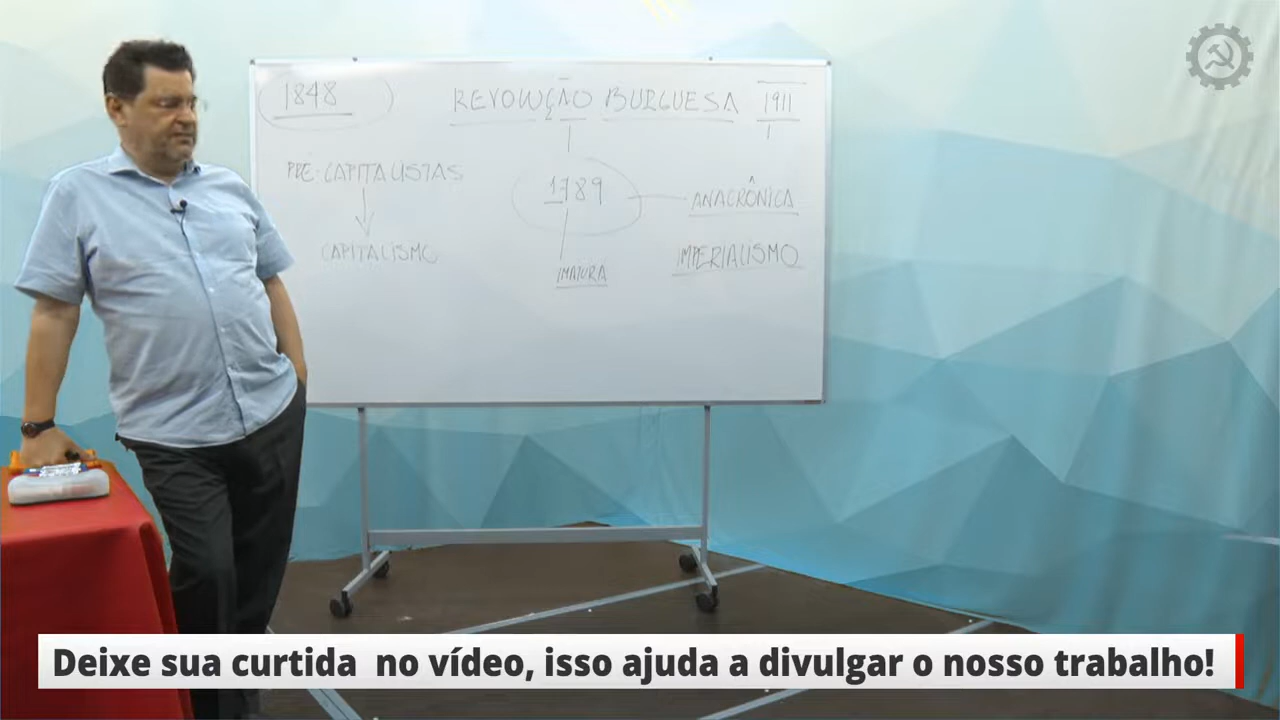 1848
REVOLUÇÃO BURGUESA 1911
PRÉ-CAPITALISTAS
1789
ANACRÔNICA
CAPITALISMO
IMATURA
IMPERIALISMO
Deixe sua curtida no vídeo, isso ajuda a divulgar o nosso trabalho!